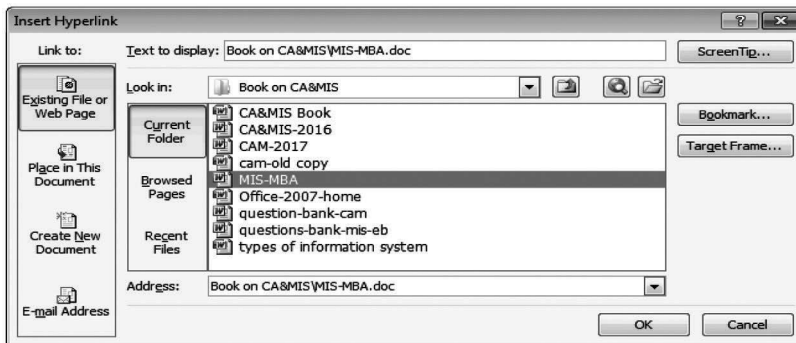 Insert Hyperlink
Link to:
Text to display: Book on CA&MIS\MIS-MBA.doc
ScreenTip...
Existing File or
Web Page
Look in:
Book on CA&MIS
Current
Folder
CA&MIS Book
CA&MIS-2016
CAM-2017
cam-old copy
MIS-MBA
Office-2007-home
question-bank-cam
questions-bank-mis-eb
types of information system
Bookmark...
Target Frame...
Place in This
Document
Browsed
Pages
Create New
Document
Recent
Files
E-mail Address
Address:
Book on CA&MIS\MIS-MBA.doc
OK
Cancel